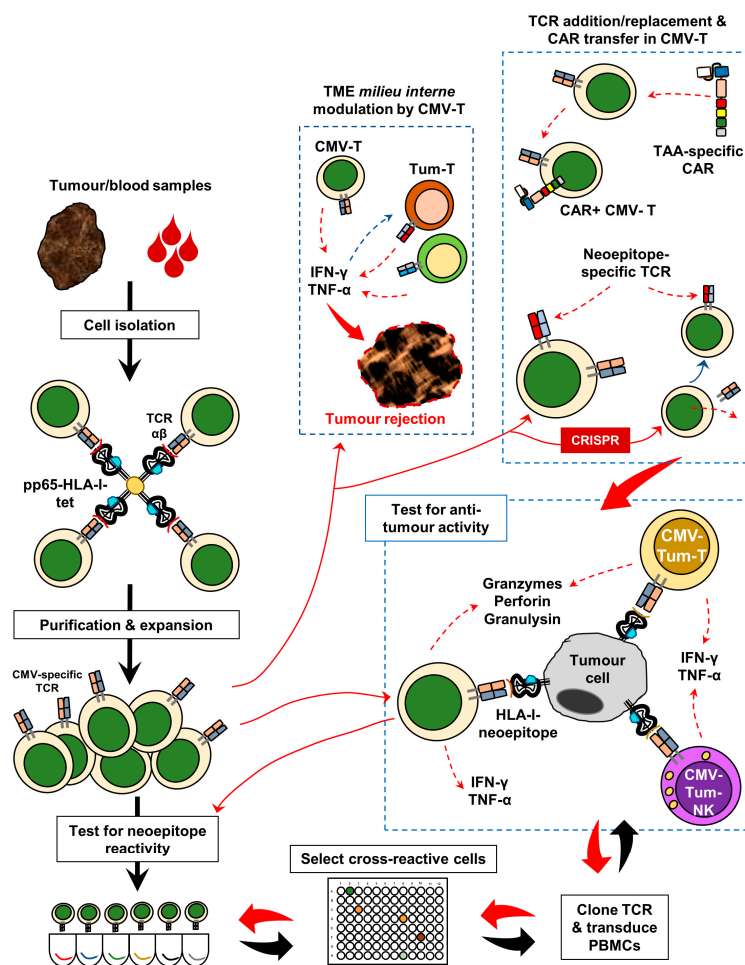 TCR addition/replacement &
CAR transfer in CMV-T
TAA-specific
CAR
CAR+ CMV- T
Neoepitope-
specific TCR
CRISPR
TME milieu interne
modulation by CMV-T
CMV-T
Tum-T
IFN-γ
TNF-α
Tumour rejection
Tumour/blood samples
Cell isolation
TCR
αβ
pp65-HLA-I-
tet
Purification & expansion
CMV-specific
TCR
Test for neoepitope
reactivity
Test for anti-
tumour activity
CMV-
Tum-T
Granzymes
Perforin
Granulysin
Tumour
cell
IFN-γ
TNF-α
HLA-I-
neoepitope
IFN-γ
TNF-α
CMV-
Tum-
NK
Select cross-reactive cells
Clone TCR
& transduce
PBMCs